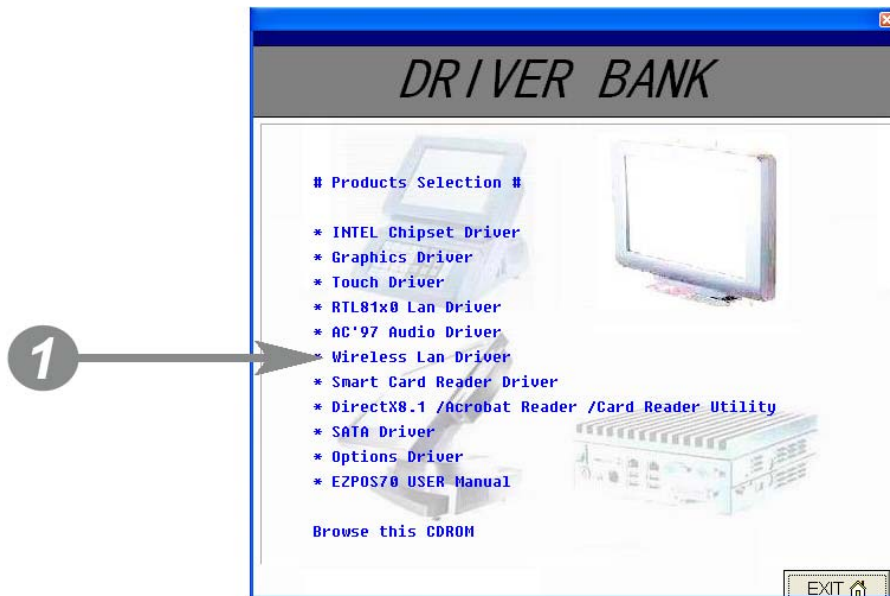 DRIVER BANK
# Products Selection #
* INTEL Chipset Driver
* Graphics Driver
* Touch Driver
* RTL81x0 Lan Driver
* AC'97 Audio Driver
1
* Wireless Lan Driver
* Smart Card Reader Driver
* DirectX8.1 /Acrobat Reader /Card Reader Utility
* SATA Driver
* Options Driver
* EZPOS70 USER Manual
Browse this CDROM
EXIT